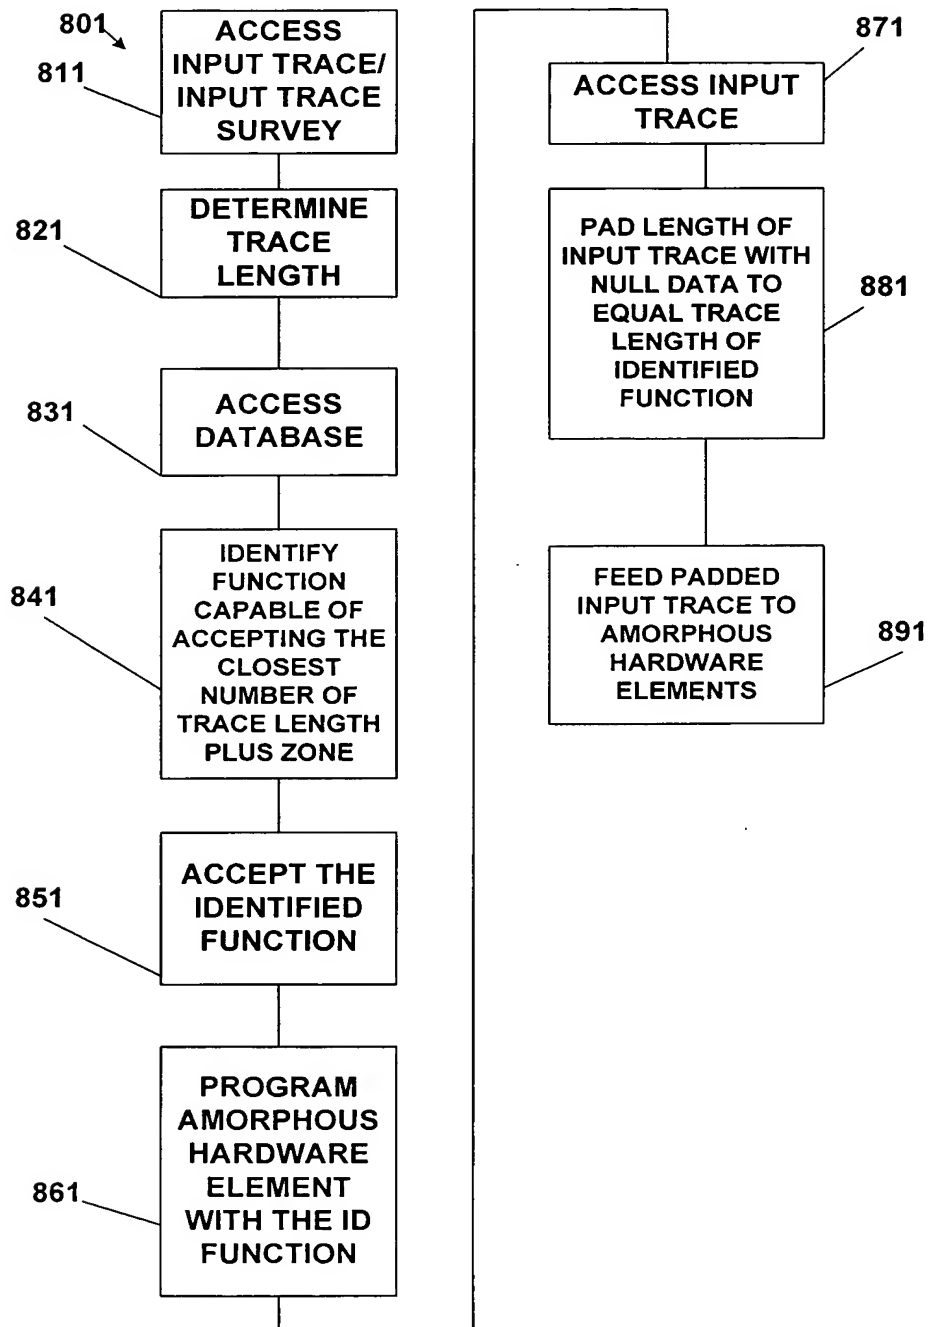 801
811
ACCESS
INPUT TRACE/
INPUT TRACE
SURVEY
821
DETERMINE
TRACE
LENGTH
831
ACCESS
DATABASE
841
IDENTIFY
FUNCTION
CAPABLE OF
ACCEPTING THE
CLOSEST
NUMBER OF
TRACE LENGTH
PLUS ZONE
851
ACCEPT THE
IDENTIFIED
FUNCTION
861
PROGRAM
AMORPHOUS
HARDWARE
ELEMENT
WITH THE ID
FUNCTION
871
ACCESS INPUT
TRACE
881
PAD LENGTH OF
INPUT TRACE WITH
NULL DATA TO
EQUAL TRACE
LENGTH OF
IDENTIFIED
FUNCTION
891
FEED PADDED
INPUT TRACE TO
AMORPHOUS
HARDWARE
ELEMENTS